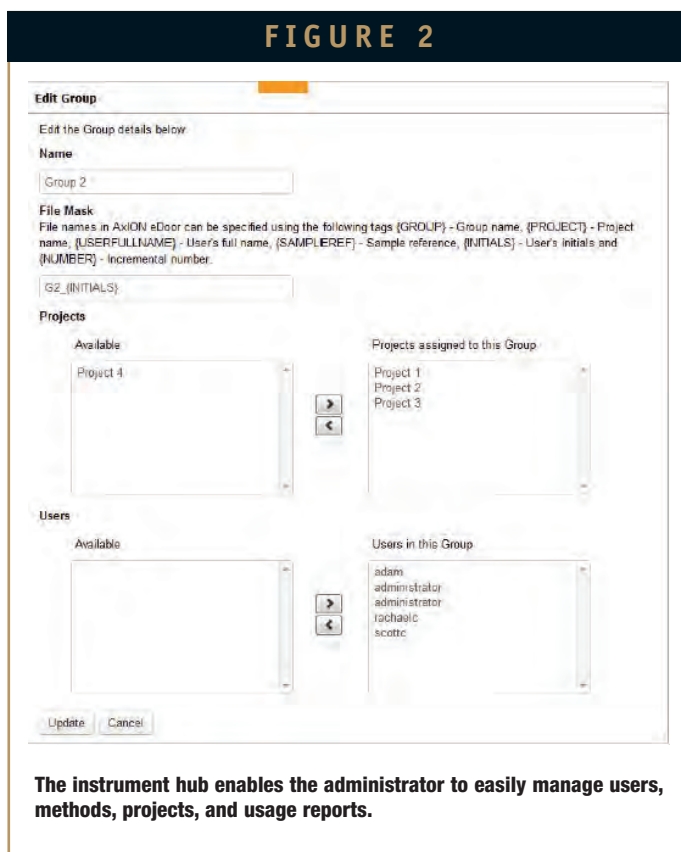 FIGURE 2
Edit Group
Edit the Group details below
Name
Group 2
File Mask
File names in AxION eDoor can be specified using the following tags {GROUP} - Group name, {PROJECT} - Project
name, {USERFULLNAME} - User's full name, {SAMPLEREF} - Sample reference, {INITIALS} - User's initials and
{NUMBER} - Incremental number.
G2_{INITIALS}
Projects
Available
Projects assigned to this Group
Project 4
Project 1
Project 2
Project 3
>
<
Users
Available
Users in this Group
adam
administrator
administrator
rachaelc
scottc
>
<
Update
Cancel
The instrument hub enables the administrator to easily manage users,
methods, projects, and usage reports.